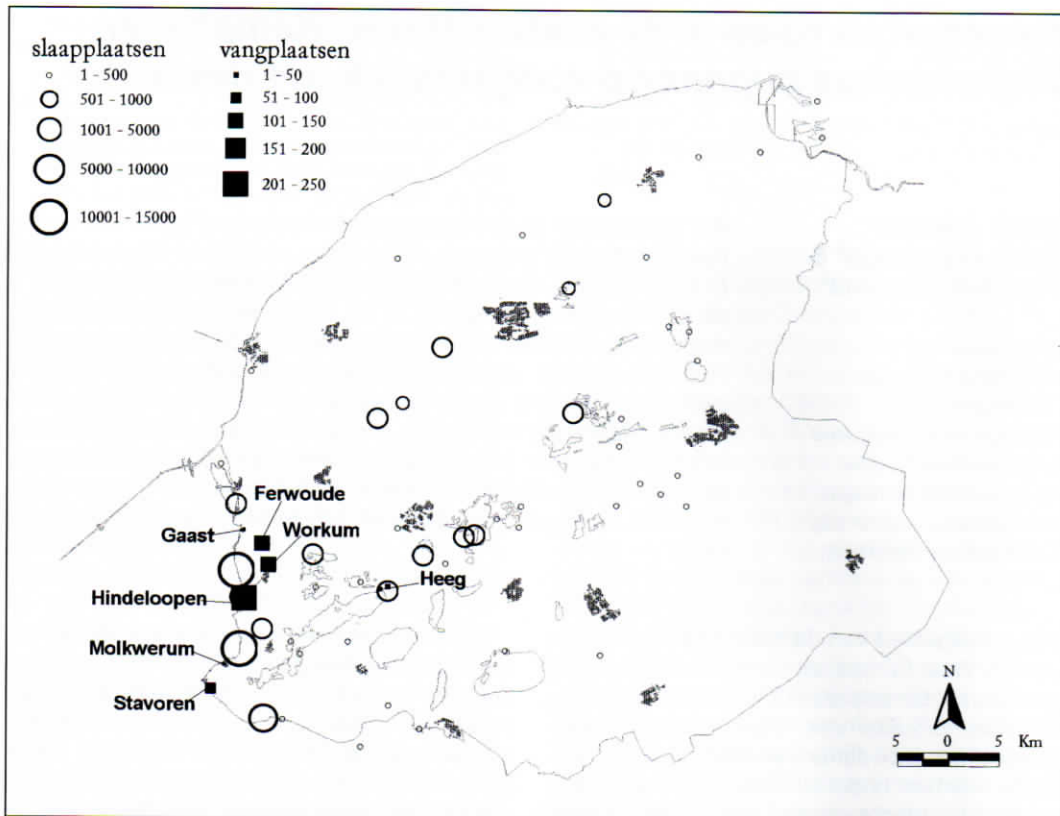 slaapplaatsen
1 - 500
501 - 1000
1001 - 5000
5000 - 10000
10001 - 15000
vangplaatsen
1 - 50
51 - 100
101 - 150
151 - 200
201 - 250
Ferwoude
Gaast
Workum
Heeg
Hindeloopen
Molkwerum
Stavoren
N
5 0 5 Km